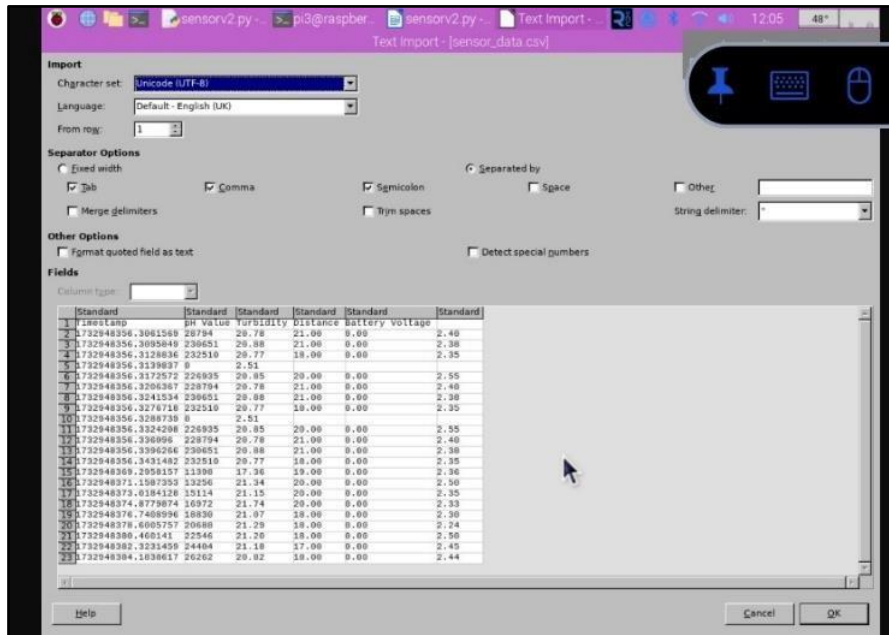 sensorv2.py -... pi3@raspber... sensorv2.py -... Text Import -... 12:05 48°
Text Import - [sensor_data.csv]
Import
Character set: Unicode (UTF-8)
Language: Default - English (UK)
From row: 1
Separator Options
Fixed width Separated by
Tab Comma Semicolon Space Other
Merge delimiters Trim spaces String delimiter: "
Other Options
Format quoted field as text Detect special numbers
Fields
Column type:
Standard Standard Standard Standard Standard Standard
1 Timestamp pH Value Turbidity Distance Battery Voltage
2 1732948356.3061569 28794 20.78 21.00 0.00 2.40
3 1732948356.3095049 230651 20.88 21.00 0.00 2.38
4 1732948356.3128036 232510 20.77 18.00 0.00 2.35
5 1732948356.3139837 0 2.51
6 1732948356.3172572 226935 20.85 20.00 0.00 2.55
7 1732948356.3206367 228794 20.78 21.00 0.00 2.40
8 1732948356.3241534 230651 20.88 21.00 0.00 2.38
9 1732948356.3276718 232510 20.77 18.00 0.00 2.35
10 1732948356.3288739 0 2.51
11 1732948356.3324208 226935 20.85 20.00 0.00 2.55
12 1732948356.336096 228794 20.78 21.00 0.00 2.40
13 1732948356.3396266 230651 20.88 21.00 0.00 2.38
14 1732948356.3431482 232510 20.77 18.00 0.00 2.35
15 1732948369.2958157 11398 17.36 19.00 0.00 2.36
16 1732948371.1587353 13256 21.34 20.00 0.00 2.50
17 1732948373.0184128 15114 21.15 20.00 0.00 2.35
18 1732948374.8779874 16972 21.74 20.00 0.00 2.33
19 1732948376.7408996 18830 21.07 18.00 0.00 2.30
20 1732948378.6005757 20688 21.29 18.00 0.00 2.24
21 1732948380.460141 22546 21.20 18.00 0.00 2.50
22 1732948382.3231459 24404 21.18 17.00 0.00 2.45
23 1732948384.1830617 26262 20.82 18.00 0.00 2.44
Help Cancel OK